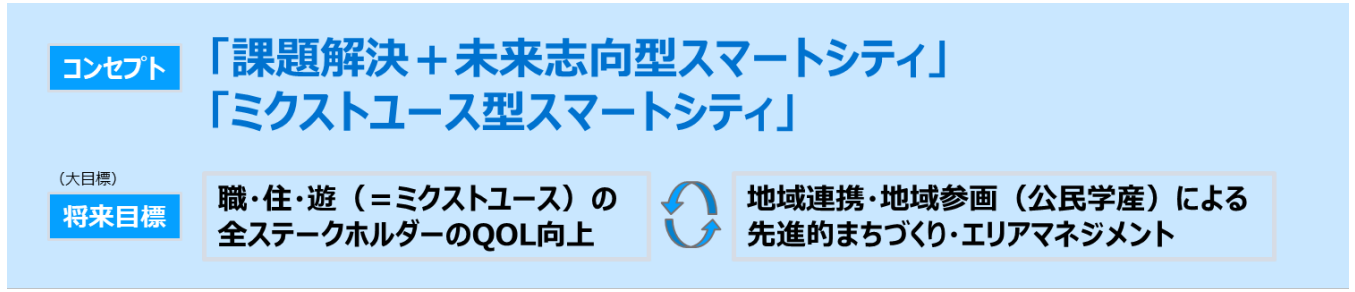 コンセプト
「課題解決＋未来志向型スマートシティ」
「ミクストユース型スマートシティ」
（大目標）
将来目標
職・住・遊（＝ミクストユース）の
全ステークホルダーのQOL向上
地域連携・地域参画（公民学産）による
先進的まちづくり・エリアマネジメント